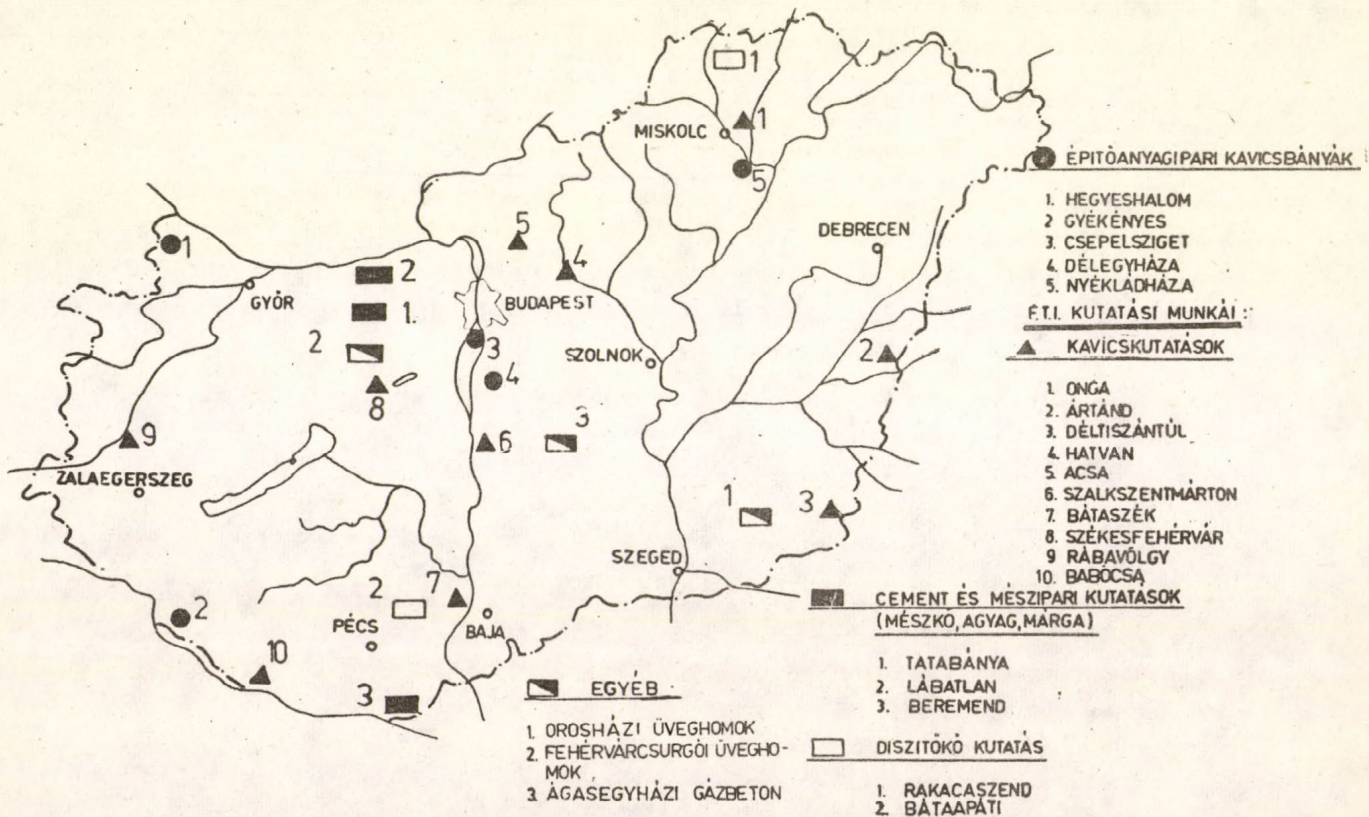 1
MISKOLC
1
5
DEBRECEN
1
GYŐR
2
1.
2
8
BUDAPEST
5
4
3
4
SZOLNOK
2
9
ZALAEGERSZEG
6
3
1
3
SZEGED
2
2
PÉCS
7
BAJA
10
3
ÉPITŐANYAGIPARI KAVICSBÁNYÁK
1. HEGYESHALOM
2 GYÉKÉNYES
3. CSEPELSZIGET
4. DÉLEGYHÁZA
5. NYÉKLÁDHÁZA
F.T.I. KUTATÁSI MUNKÁI :
KAVICSKUTATÁSOK
1. ONGA
2. ÁRTÁND
3. DÉLTISZÁNTÚL
4. HATVAN
5. ACSA
6. SZALKSZENTMÁRTON
7. BÁTASZÉK
8. SZÉKESFEHÉRVÁR
9 RÁBAVÖLGY
10. BABÓCSA
CEMENT ÉS MÉSZIPARI KUTATÁSOK
(MÉSZKŐ, AGYAG, MÁRGA)
1. TATABÁNYA
2. LÁBATLAN
3. BEREMEND
EGYÉB
1. OROSHÁZI ÜVEGHOMOK
2. FEHÉRVÁRCSURGÓI ÜVEGHO-
MOK
3. ÁGASEGYHÁZI GÁZBETON
DISZITŐKŐ KUTATÁS
1. RAKACASZEND
2. BÁTAAPÁTI